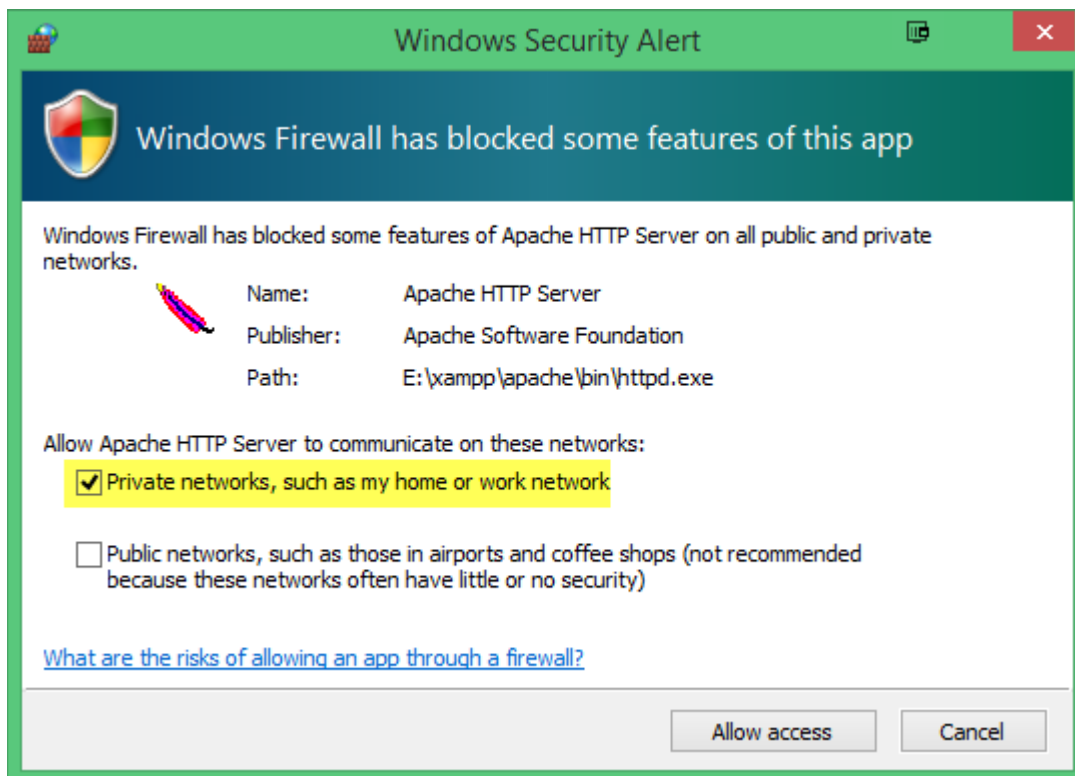 Windows Security Alert
Windows Firewall has blocked some features of this app
Windows Firewall has blocked some features of Apache HTTP Server on all public and private
networks.
Name: Apache HTTP Server
Publisher: Apache Software Foundation
Path: E:\xampp\apache\bin\httpd.exe
Allow Apache HTTP Server to communicate on these networks:
Private networks, such as my home or work network
Public networks, such as those in airports and coffee shops (not recommended
because these networks often have little or no security)
What are the risks of allowing an app through a firewall?
Allow access Cancel